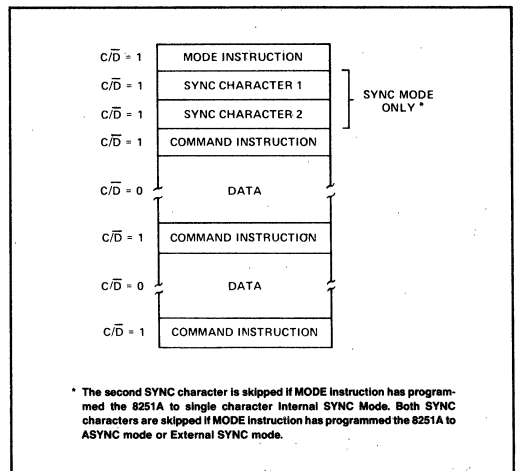 C/D̅ = 1 MODE INSTRUCTION
C/D̅ = 1 SYNC CHARACTER 1
SYNC MODE ONLY *
C/D̅ = 1 SYNC CHARACTER 2
C/D̅ = 1 COMMAND INSTRUCTION
C/D̅ = 0 DATA
C/D̅ = 1 COMMAND INSTRUCTION
C/D̅ = 0 DATA
C/D̅ = 1 COMMAND INSTRUCTION
* The second SYNC character is skipped if MODE instruction has program-
med the 8251A to single character Internal SYNC Mode. Both SYNC
characters are skipped if MODE instruction has programmed the 8251A to
ASYNC mode or External SYNC mode.